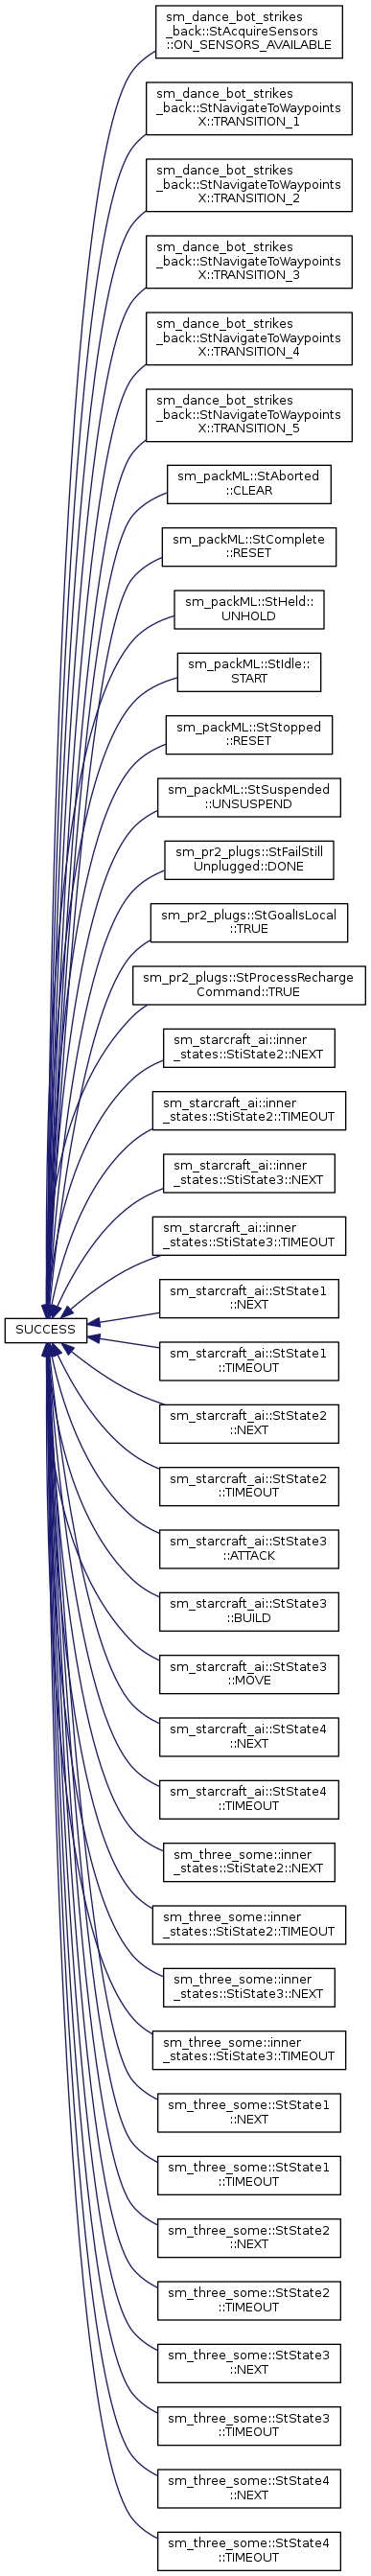 sm_dance_bot_strikes
_back::StAcquireSensors
::ON_SENSORS_AVAILABLE
sm_dance_bot_strikes
_back::StNavigateToWaypoints
X::TRANSITION_1
sm_dance_bot_strikes
_back::StNavigateToWaypoints
X::TRANSITION_2
sm_dance_bot_strikes
_back::StNavigateToWaypoints
X::TRANSITION_3
sm_dance_bot_strikes
_back::StNavigateToWaypoints
X::TRANSITION_4
sm_dance_bot_strikes
_back::StNavigateToWaypoints
X::TRANSITION_5
sm_packML::StAborted
::CLEAR
sm_packML::StComplete
::RESET
sm_packML::StHeld::
UNHOLD
sm_packML::StIdle::
START
sm_packML::StStopped
::RESET
sm_packML::StSuspended
::UNSUSPEND
sm_pr2_plugs::StFailStill
Unplugged::DONE
sm_pr2_plugs::StGoalIsLocal
::TRUE
sm_pr2_plugs::StProcessRecharge
Command::TRUE
sm_starcraft_ai::inner
_states::StiState2::NEXT
sm_starcraft_ai::inner
_states::StiState2::TIMEOUT
sm_starcraft_ai::inner
_states::StiState3::NEXT
sm_starcraft_ai::inner
_states::StiState3::TIMEOUT
sm_starcraft_ai::StState1
::NEXT
SUCCESS
sm_starcraft_ai::StState1
::TIMEOUT
sm_starcraft_ai::StState2
::NEXT
sm_starcraft_ai::StState2
::TIMEOUT
sm_starcraft_ai::StState3
::ATTACK
sm_starcraft_ai::StState3
::BUILD
sm_starcraft_ai::StState3
::MOVE
sm_starcraft_ai::StState4
::NEXT
sm_starcraft_ai::StState4
::TIMEOUT
sm_three_some::inner
_states::StiState2::NEXT
sm_three_some::inner
_states::StiState2::TIMEOUT
sm_three_some::inner
_states::StiState3::NEXT
sm_three_some::inner
_states::StiState3::TIMEOUT
sm_three_some::StState1
::NEXT
sm_three_some::StState1
::TIMEOUT
sm_three_some::StState2
::NEXT
sm_three_some::StState2
::TIMEOUT
sm_three_some::StState3
::NEXT
sm_three_some::StState3
::TIMEOUT
sm_three_some::StState4
::NEXT
sm_three_some::StState4
::TIMEOUT